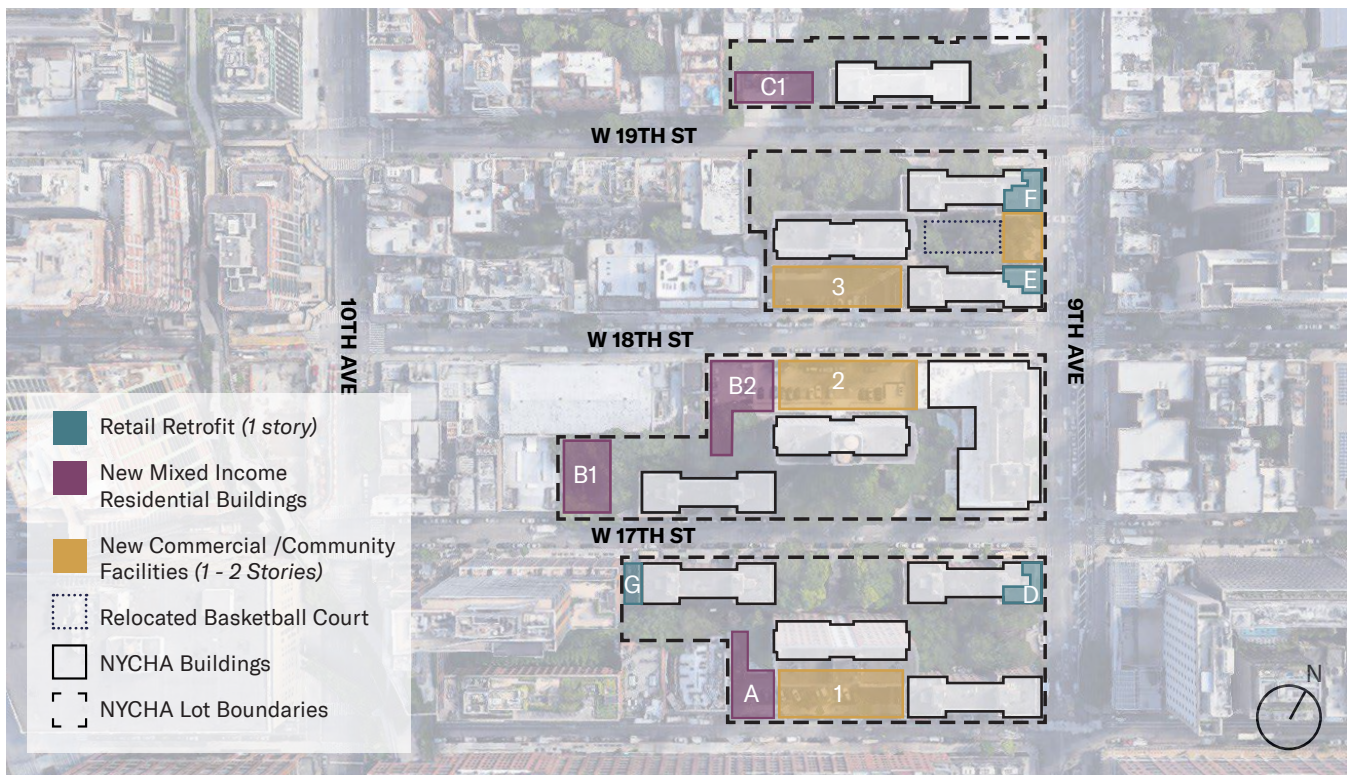 C1
W 19TH ST
F
E
3
10TH AVE
9TH AVE
W 18TH ST
B2
2
B1
W 17TH ST
G
D
A
1
Retail Retrofit (1 story)
New Mixed Income
Residential Buildings
New Commercial /Community
Facilities (1 - 2 Stories)
Relocated Basketball Court
NYCHA Buildings
NYCHA Lot Boundaries
N